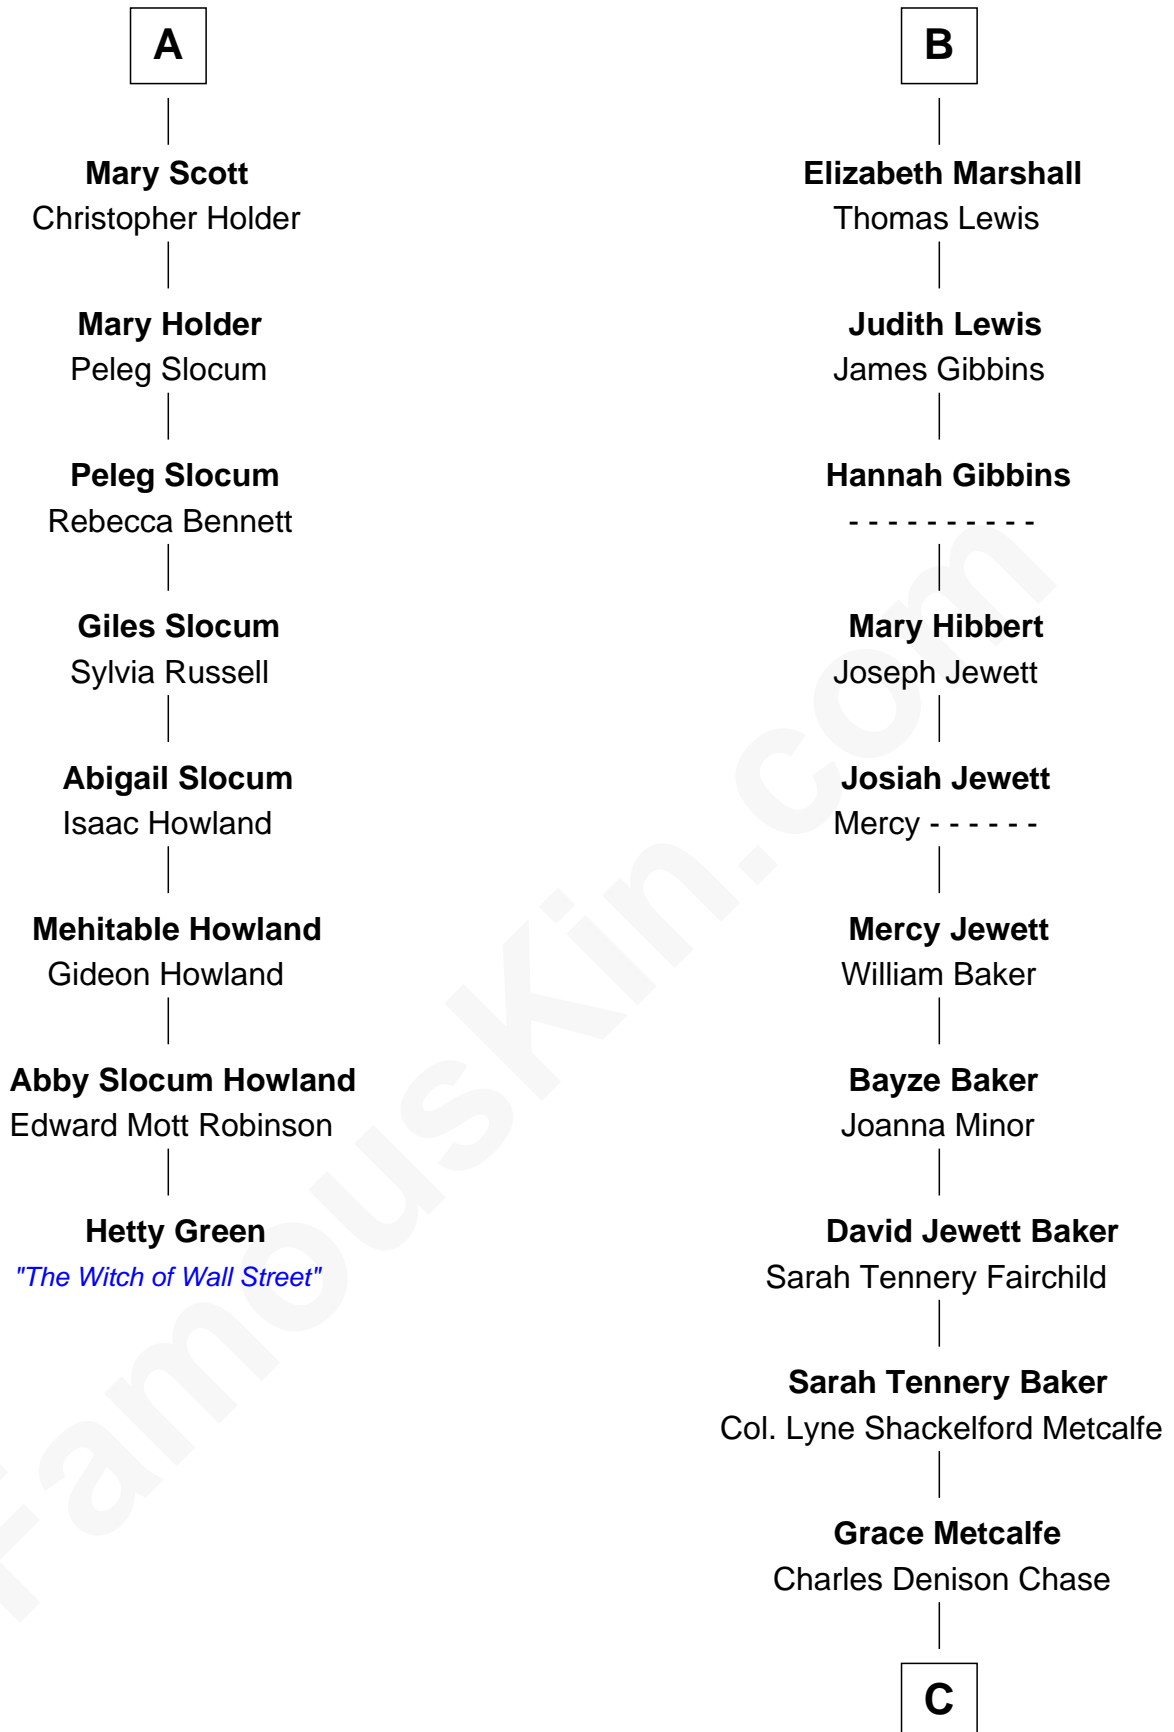 A
Mary Scott
Christopher Holder
Mary Holder
Peleg Slocum
Peleg Slocum
Rebecca Bennett
Giles Slocum
Sylvia Russell
Abigail Slocum
Isaac Howland
Mehitable Howland
Gideon Howland
Abby Slocum Howland
Edward Mott Robinson
Hetty Green
"The Witch of Wall Street"
B
Elizabeth Marshall
Thomas Lewis
Judith Lewis
James Gibbins
Hannah Gibbins
- - - - - - - - - -
Mary Hibbert
Joseph Jewett
Josiah Jewett
Mercy - - - - - -
Mercy Jewett
William Baker
Bayze Baker
Joanna Minor
David Jewett Baker
Sarah Tennery Fairchild
Sarah Tennery Baker
Col. Lyne Shackelford Metcalfe
Grace Metcalfe
Charles Denison Chase
C
FamousKin.com